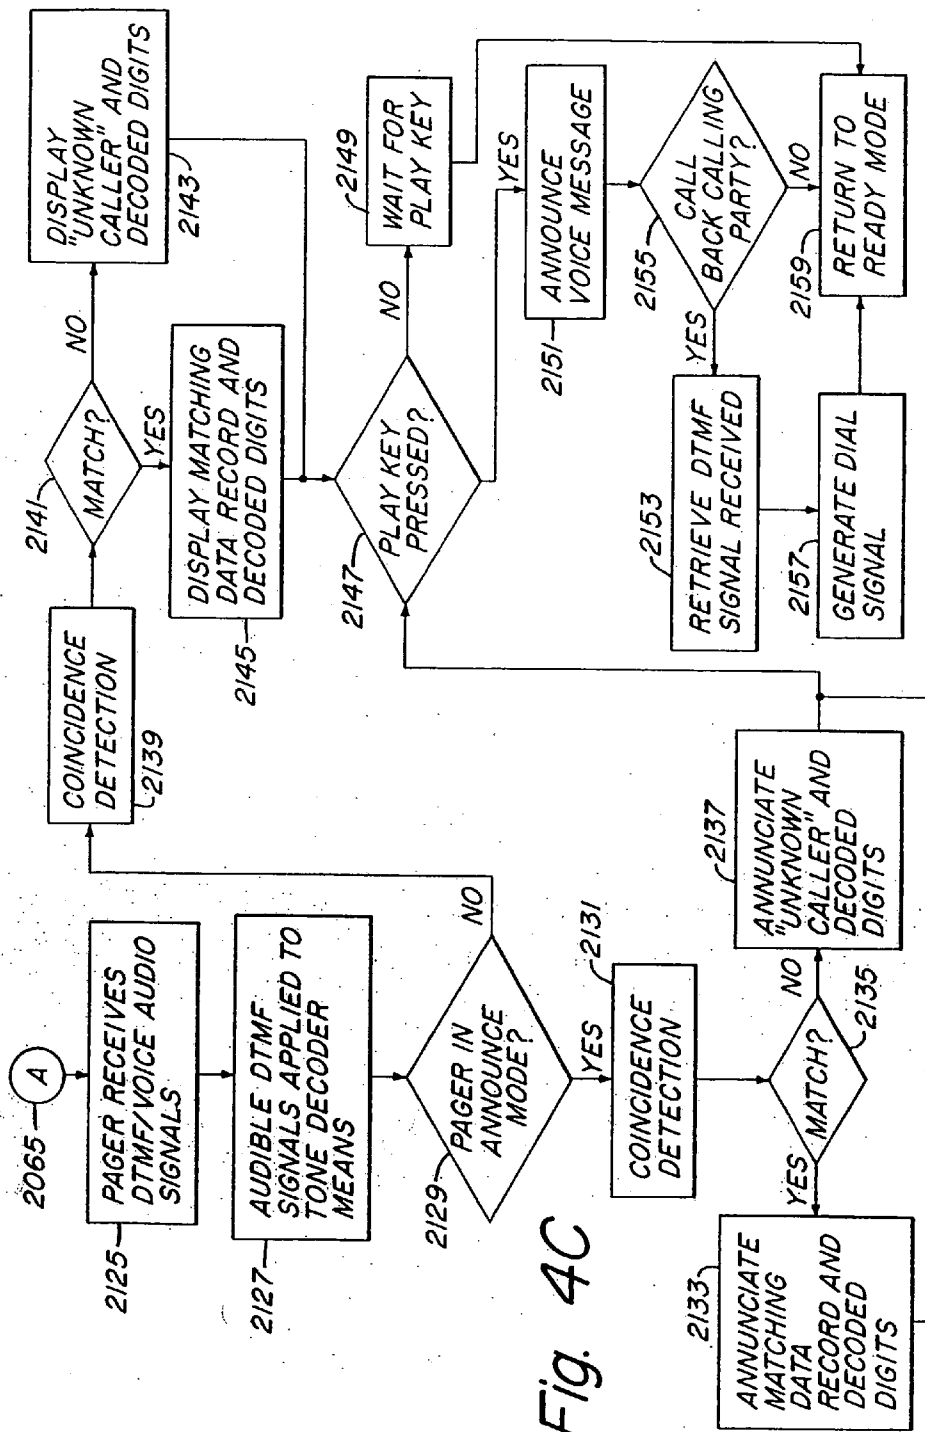 2065
A
2125
PAGER RECEIVES
DTMF/VOICE AUDIO
SIGNALS
2127
AUDIBLE DTMF
SIGNALS APPLIED TO
TONE DECODER
MEANS
2129
PAGER IN
ANNOUNCE
MODE?
NO
YES
2131
COINCIDENCE
DETECTION
2135
MATCH?
YES
NO
2133
ANNUNCIATE
MATCHING
DATA
RECORD AND
DECODED
DIGITS
2137
ANNUNCIATE
"UNKNOWN
CALLER" AND
DECODED
DIGITS
COINCIDENCE
DETECTION
2139
2141
MATCH?
NO
YES
DISPLAY
"UNKNOWN
CALLER" AND
DECODED DIGITS
2143
DISPLAY MATCHING
DATA RECORD AND
DECODED DIGITS
2145
2147
PLAY KEY
PRESSED?
NO
YES
2149
WAIT FOR
PLAY KEY
ANNOUNCE
VOICE MESSAGE
2151
2155
CALL
BACK CALLING
PARTY?
YES
NO
2153
RETRIEVE DTMF
SIGNAL RECEIVED
2157
GENERATE DIAL
SIGNAL
2159
RETURN TO
READY MODE
Fig. 4C